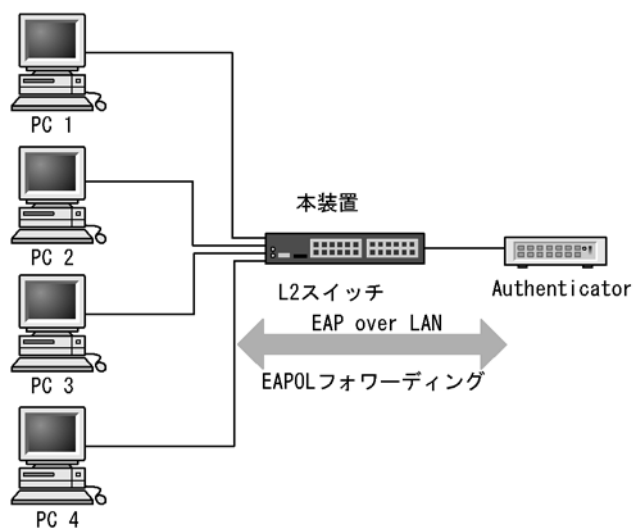 PC 1
PC 2
PC 3
PC 4
本装置
L2スイッチ
Authenticator
EAP over LAN
EAPOLフォワーディング